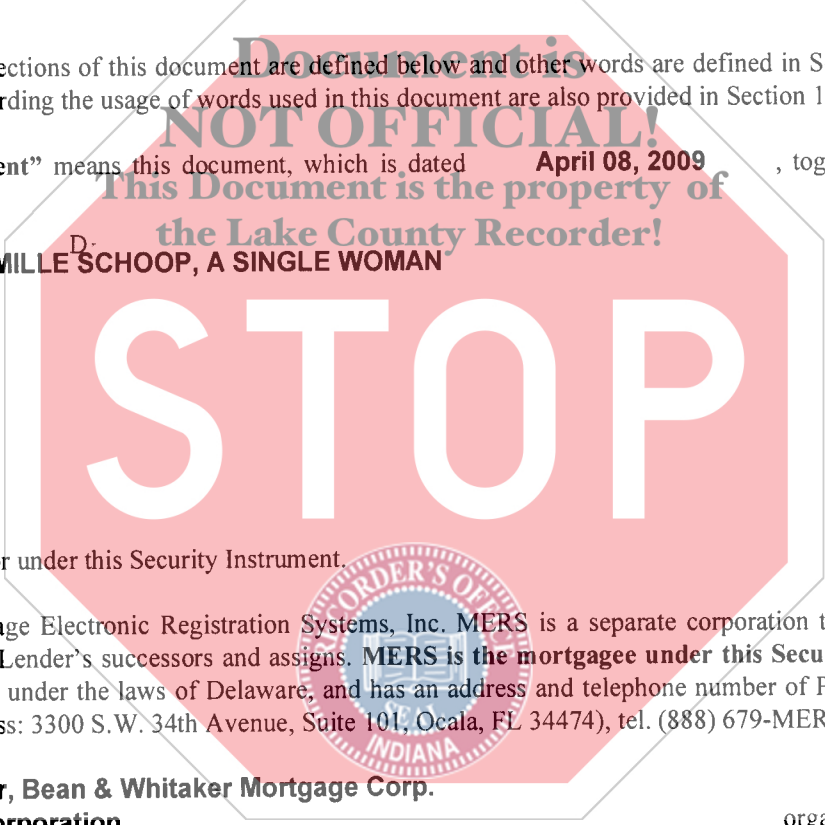 Document is
ections of this document are defined below and other words are defined in S
rding the usage of words used in this document are also provided in Section 1
NOT OFFICIAL!
ent” means this document, which is dated April 08, 2009 , tog
This Document is the property of
the Lake County Recorder!
D.
MILLE SCHOOP, A SINGLE WOMAN
STOP
r under this Security Instrument.
RECORDER'S OFFICE
age Electronic Registration Systems, Inc. MERS is a separate corporation t
Lender’s successors and assigns. MERS is the mortgagee under this Secu
under the laws of Delaware, and has an address and telephone number of P
SEAL
ss: 3300 S.W. 34th Avenue, Suite 101, Ocala, FL 34474), tel. (888) 679-MER
INDIANA
r, Bean & Whitaker Mortgage Corp.
orporation orga